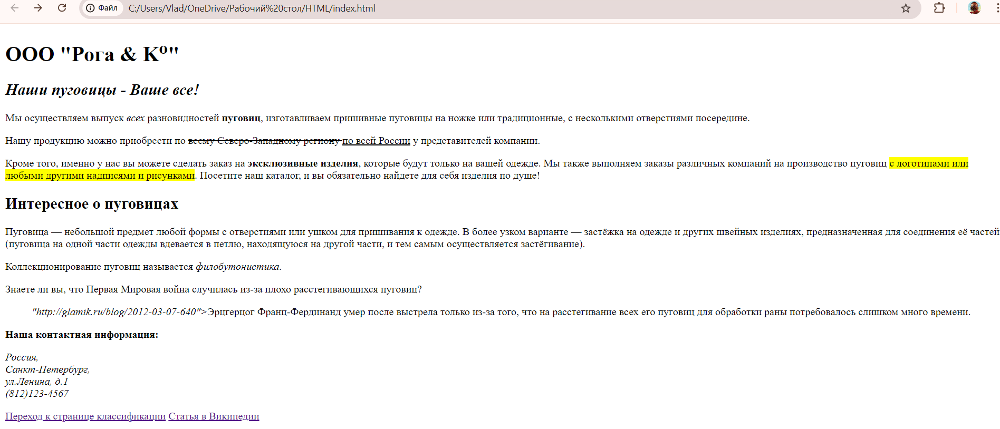 Файл C:/Users/Vlad/OneDrive/Рабочий%20стол/HTML/index.html
ООО "Рога & Kº"
Наши пуговицы - Ваше все!
Мы осуществляем выпуск всех разновидностей пуговиц, изготавливаем пришивные пуговицы на ножке или традиционные, с несколькими отверстиями посередине.
Нашу продукцию можно приобрести по всему Северо-Западному региону по всей России у представителей компании.
Кроме того, именно у нас вы можете сделать заказ на эксклюзивные изделия, которые будут только на вашей одежде. Мы также выполняем заказы различных компаний на производство пуговиц с логотипами или
любыми другими надписями и рисунками. Посетите наш каталог, и вы обязательно найдете для себя изделия по душе!
Интересное о пуговицах
Пуговица — небольшой предмет любой формы с отверстиями или ушком для пришивания к одежде. В более узком варианте — застёжка на одежде и других швейных изделиях, предназначенная для соединения её частей
(пуговица на одной части одежды вдевается в петлю, находящуюся на другой части, и тем самым осуществляется застёгивание).
Коллекционирование пуговиц называется филобутонистика.
Знаете ли вы, что Первая Мировая война случилась из-за плохо расстегивающихся пуговиц?
"http://glamik.ru/blog/2012-03-07-640">Эрцгерцог Франц-Фердинанд умер после выстрела только из-за того, что на расстегивание всех его пуговиц для обработки раны потребовалось слишком много времени.
Наша контактная информация:
Россия,
Санкт-Петербург,
ул.Ленина, д.1
(812)123-4567
Переход к странице классификации Статья в Википедии